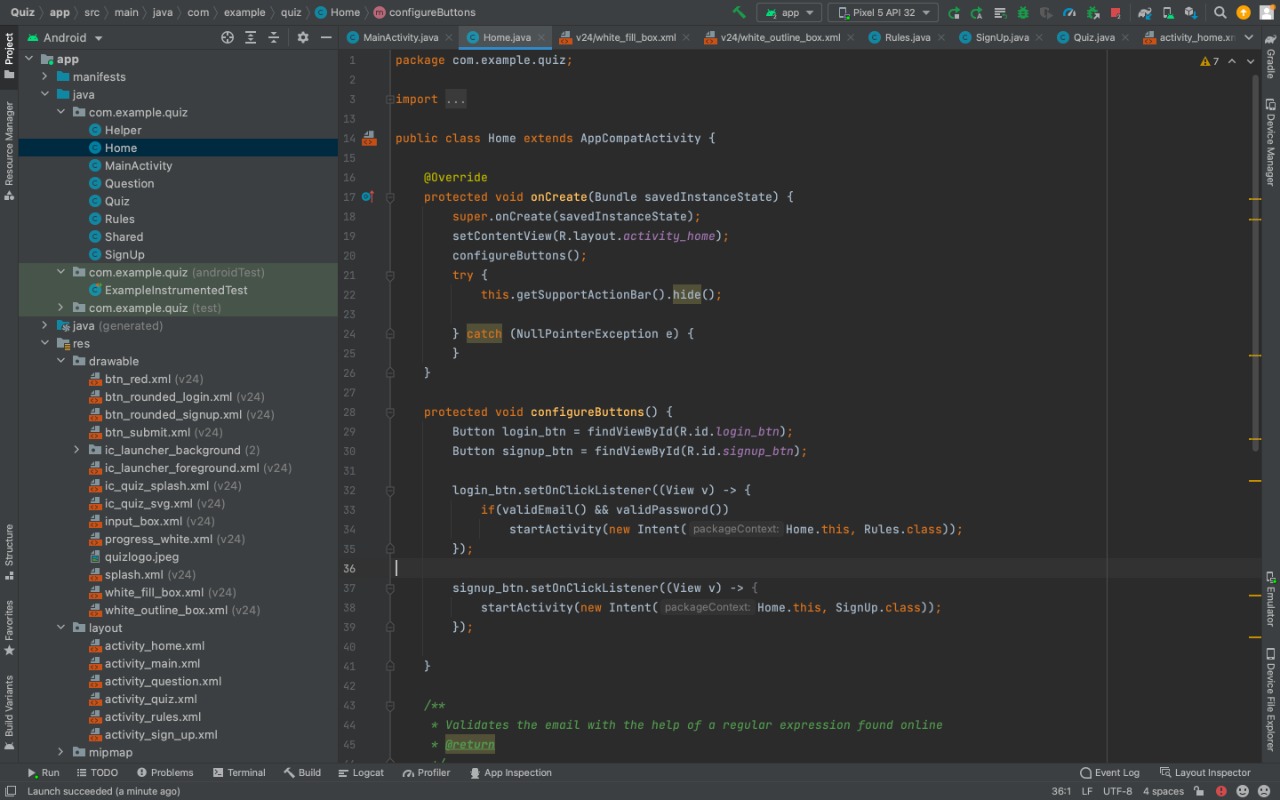 Quiz app src main java com example quiz Home configureButtons app Pixel 5 API 32
Android MainActivity.java Home.java v24/white_fill_box.xml v24/white_outline_box.xml Rules.java SignUp.java Quiz.java activity_home.xml
Project
Resource Manager
Structure
Favorites
Build Variants
app
manifests
java
com.example.quiz
Helper
Home
MainActivity
Question
Quiz
Rules
Shared
SignUp
com.example.quiz (androidTest)
ExampleInstrumentedTest
com.example.quiz (test)
java (generated)
res
drawable
btn_red.xml (v24)
btn_rounded_login.xml (v24)
btn_rounded_signup.xml (v24)
btn_submit.xml (v24)
ic_launcher_background (2)
ic_launcher_foreground.xml (v24)
ic_quiz_splash.xml (v24)
ic_quiz_svg.xml (v24)
input_box.xml (v24)
progress_white.xml (v24)
quizlogo.jpeg
splash.xml (v24)
white_fill_box.xml (v24)
white_outline_box.xml (v24)
layout
activity_home.xml
activity_main.xml
activity_question.xml
activity_quiz.xml
activity_rules.xml
activity_sign_up.xml
mipmap
1 package com.example.quiz;
2
3 import ...
13
14 public class Home extends AppCompatActivity {
15
16 @Override
17 protected void onCreate(Bundle savedInstanceState) {
18 super.onCreate(savedInstanceState);
19 setContentView(R.layout.activity_home);
20 configureButtons();
21 try {
22 this.getSupportActionBar().hide();
23
24 } catch (NullPointerException e) {
25 }
26 }
27
28 protected void configureButtons() {
29 Button login_btn = findViewById(R.id.login_btn);
30 Button signup_btn = findViewById(R.id.signup_btn);
31
32 login_btn.setOnClickListener((View v) -> {
33 if(validEmail() && validPassword())
34 startActivity(new Intent( packageContext: Home.this, Rules.class));
35 });
36
37 signup_btn.setOnClickListener((View v) -> {
38 startActivity(new Intent( packageContext: Home.this, SignUp.class));
39 });
40
41 }
42
43 /**
44 * Validates the email with the help of a regular expression found online
45 * @return
7
Gradle
Device Manager
Emulator
Device File Explorer
Run TODO Problems Terminal Build Logcat Profiler App Inspection Event Log Layout Inspector
Launch succeeded (a minute ago) 36:1 LF UTF-8 4 spaces